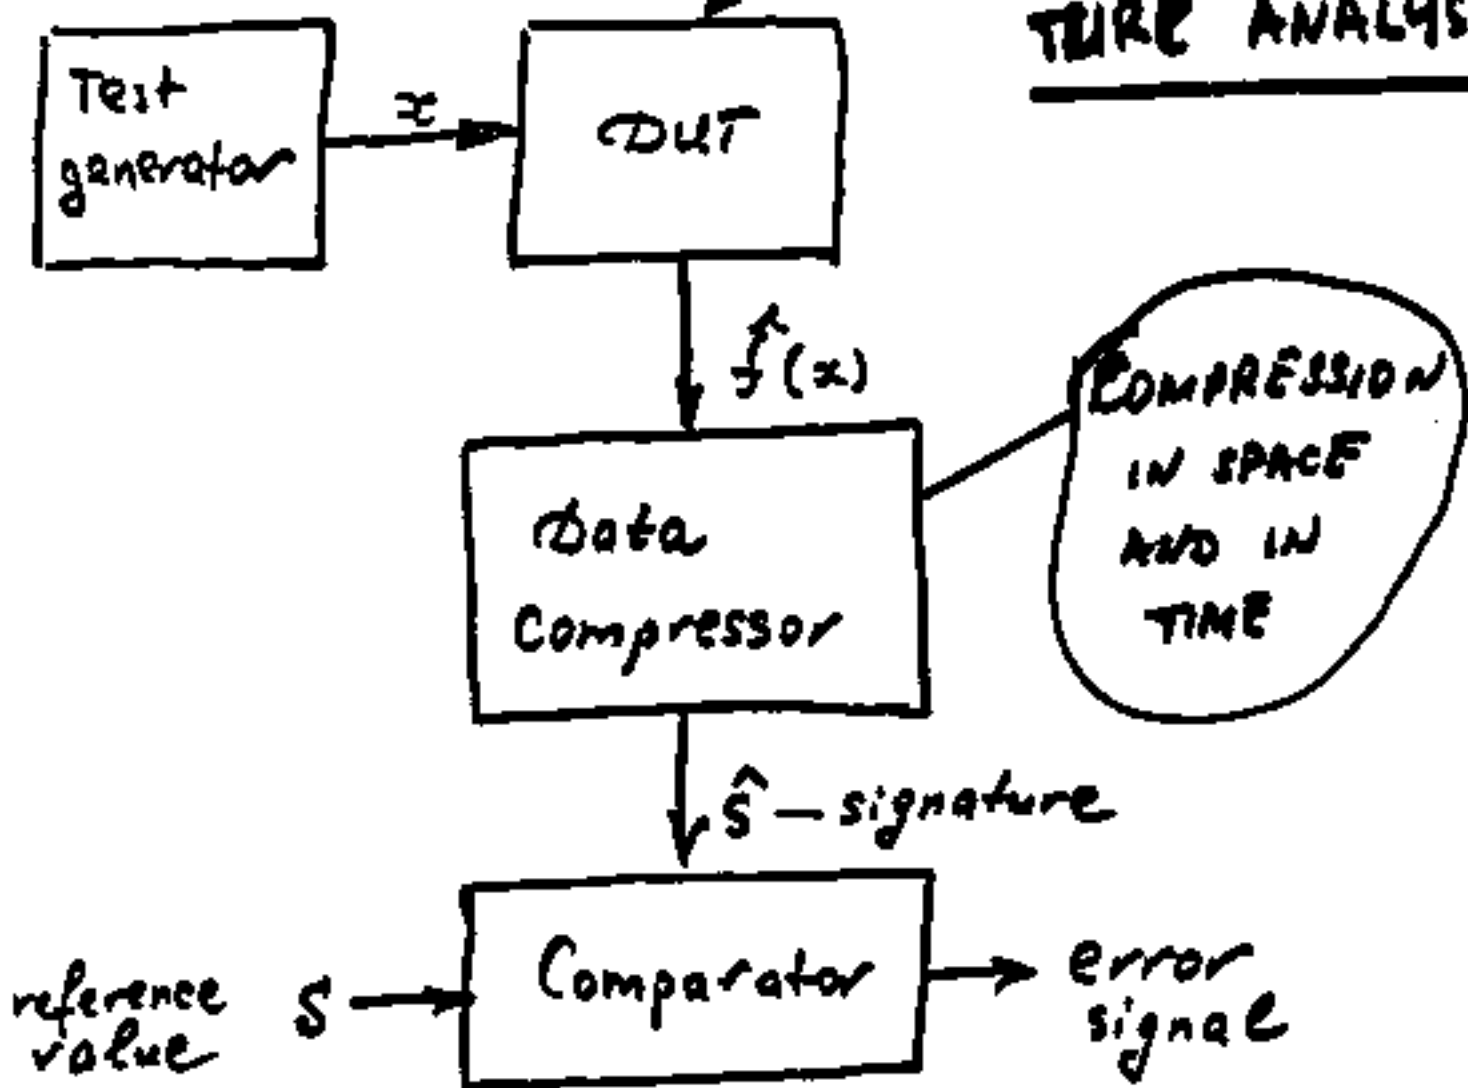 TURE ANALYS
Test
generator
x
DUT
f̂(x)
COMPRESSION
IN SPACE
AND IN
TIME
Data
Compressor
ŝ – signature
reference
value
S
Comparator
error
signal